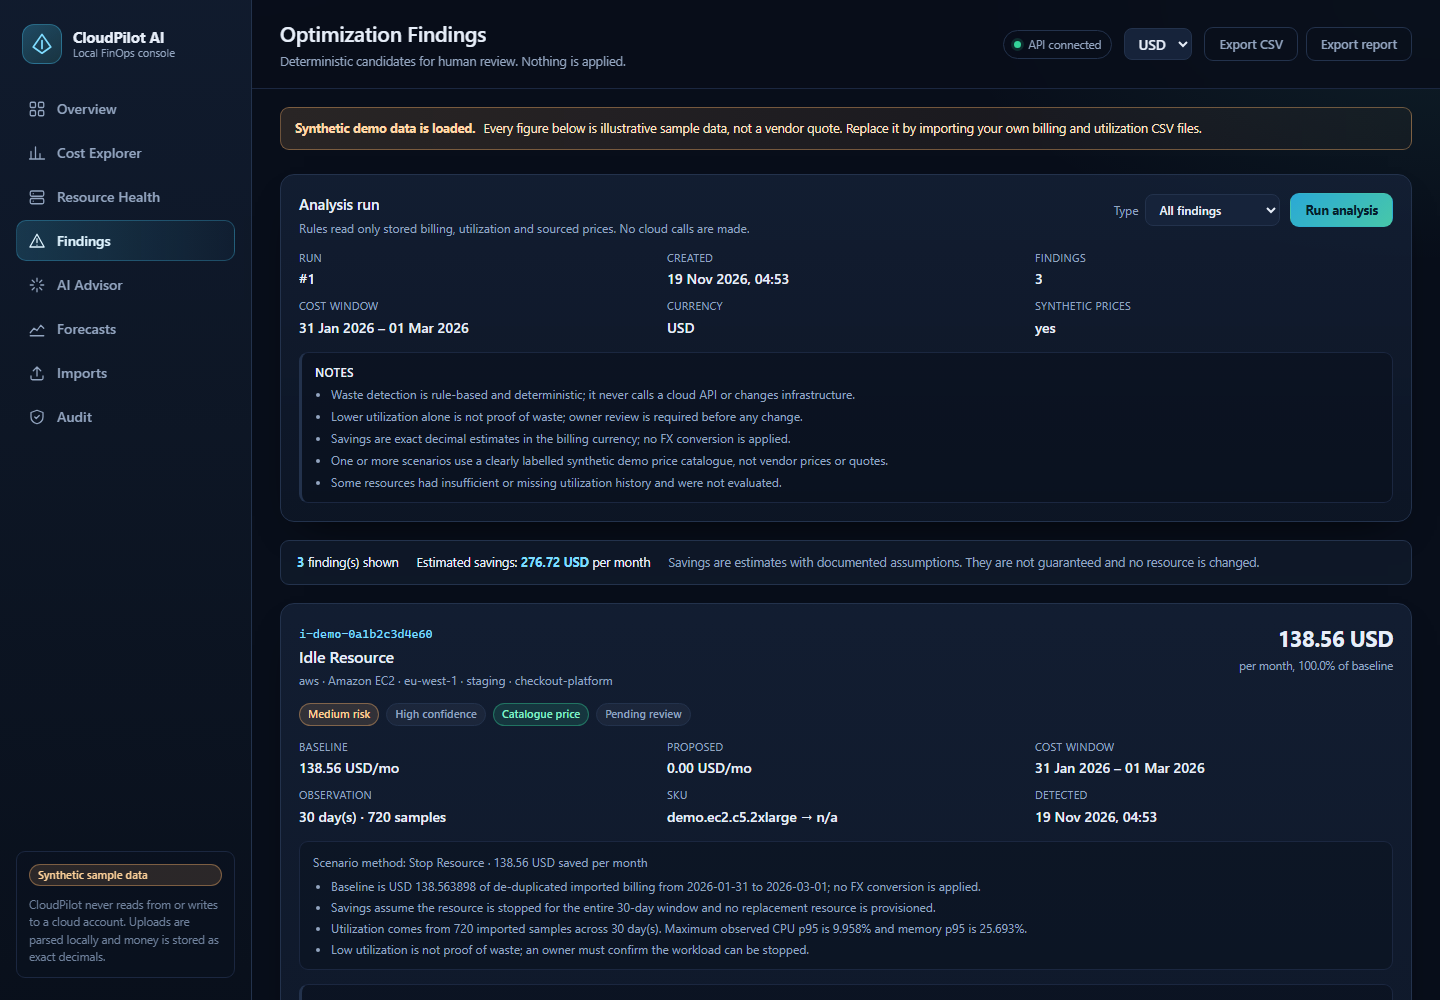 CloudPilot AI
Local FinOps console
Overview
Cost Explorer
Resource Health
Findings
AI Advisor
Forecasts
Imports
Audit
Synthetic sample data
CloudPilot never reads from or writes
to a cloud account. Uploads are
parsed locally and money is stored as
exact decimals.
Optimization Findings
Deterministic candidates for human review. Nothing is applied.
API connected
USD
Export CSV
Export report
Synthetic demo data is loaded. Every figure below is illustrative sample data, not a vendor quote. Replace it by importing your own billing and utilization CSV files.
Analysis run
Rules read only stored billing, utilization and sourced prices. No cloud calls are made.
Type
All findings
Run analysis
RUN
#1
CREATED
19 Nov 2026, 04:53
FINDINGS
3
COST WINDOW
31 Jan 2026 – 01 Mar 2026
CURRENCY
USD
SYNTHETIC PRICES
yes
NOTES
• Waste detection is rule-based and deterministic; it never calls a cloud API or changes infrastructure.
• Lower utilization alone is not proof of waste; owner review is required before any change.
• Savings are exact decimal estimates in the billing currency; no FX conversion is applied.
• One or more scenarios use a clearly labelled synthetic demo price catalogue, not vendor prices or quotes.
• Some resources had insufficient or missing utilization history and were not evaluated.
3 finding(s) shown
Estimated savings: 276.72 USD per month
Savings are estimates with documented assumptions. They are not guaranteed and no resource is changed.
i-demo-0a1b2c3d4e60
Idle Resource
aws · Amazon EC2 · eu-west-1 · staging · checkout-platform
138.56 USD
per month, 100.0% of baseline
Medium risk
High confidence
Catalogue price
Pending review
BASELINE
138.56 USD/mo
PROPOSED
0.00 USD/mo
COST WINDOW
31 Jan 2026 – 01 Mar 2026
OBSERVATION
30 day(s) · 720 samples
SKU
demo.ec2.c5.2xlarge → n/a
DETECTED
19 Nov 2026, 04:53
Scenario method: Stop Resource · 138.56 USD saved per month
• Baseline is USD 138.563898 of de-duplicated imported billing from 2026-01-31 to 2026-03-01; no FX conversion is applied.
• Savings assume the resource is stopped for the entire 30-day window and no replacement resource is provisioned.
• Utilization comes from 720 imported samples across 30 day(s). Maximum observed CPU p95 is 9.958% and memory p95 is 25.693%.
• Low utilization is not proof of waste; an owner must confirm the workload can be stopped.